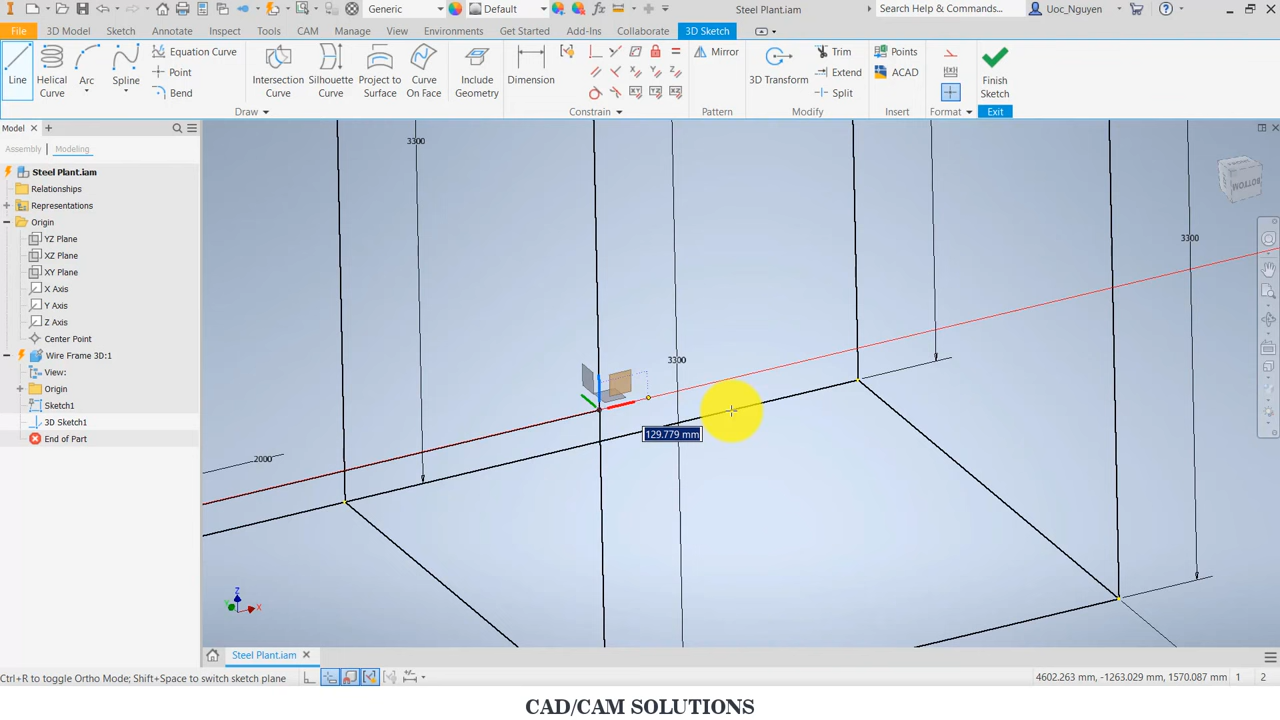 Generic
Default
Steel Plant.iam
Search Help & Commands...
Uoc_Nguyen
File
3D Model
Sketch
Annotate
Inspect
Tools
CAM
Manage
View
Environments
Get Started
Add-Ins
Collaborate
3D Sketch
Line
Helical Curve
Arc
Spline
Equation Curve
Point
Bend
Intersection Curve
Silhouette Curve
Project to Surface
Curve On Face
Include Geometry
Dimension
Mirror
3D Transform
Trim
Extend
Split
Points
ACAD
Finish Sketch
Draw
Constrain
Pattern
Modify
Insert
Format
Exit
Model
Assembly
Modeling
Steel Plant.iam
Relationships
Representations
Origin
YZ Plane
XZ Plane
XY Plane
X Axis
Y Axis
Z Axis
Center Point
Wire Frame 3D:1
View:
Origin
Sketch1
3D Sketch1
End of Part
3300
3300
3300
2000
129.779 mm
BOTTOM
Z
Y
X
Steel Plant.iam
Ctrl+R to toggle Ortho Mode; Shift+Space to switch sketch plane
4602.263 mm, -1263.029 mm, 1570.087 mm
1
2
CAD/CAM SOLUTIONS